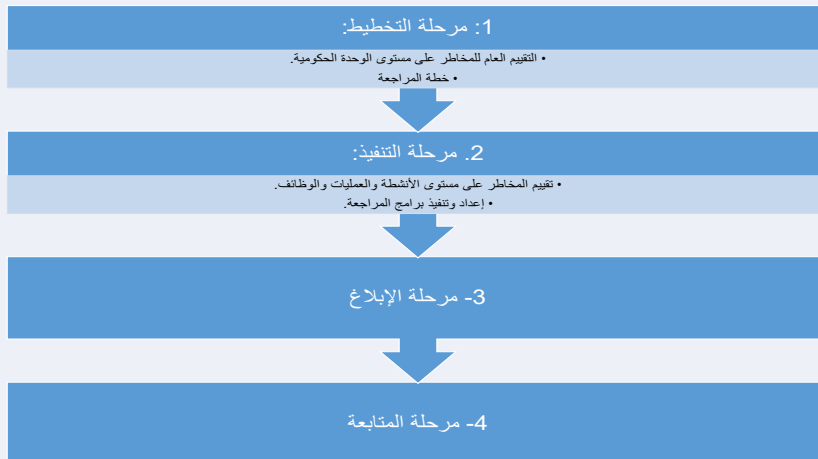 1: مرحلة التخطيط:
• التقييم العام للمخاطر على مستوى الوحدة الحكومية.
• خطة المراجعة
2. مرحلة التنفيذ:
• تقييم المخاطر على مستوى الأنشطة والعمليات والوظائف.
• إعداد وتنفيذ برامج المراجعة.
3- مرحلة الإبلاغ
4- مرحلة المتابعة